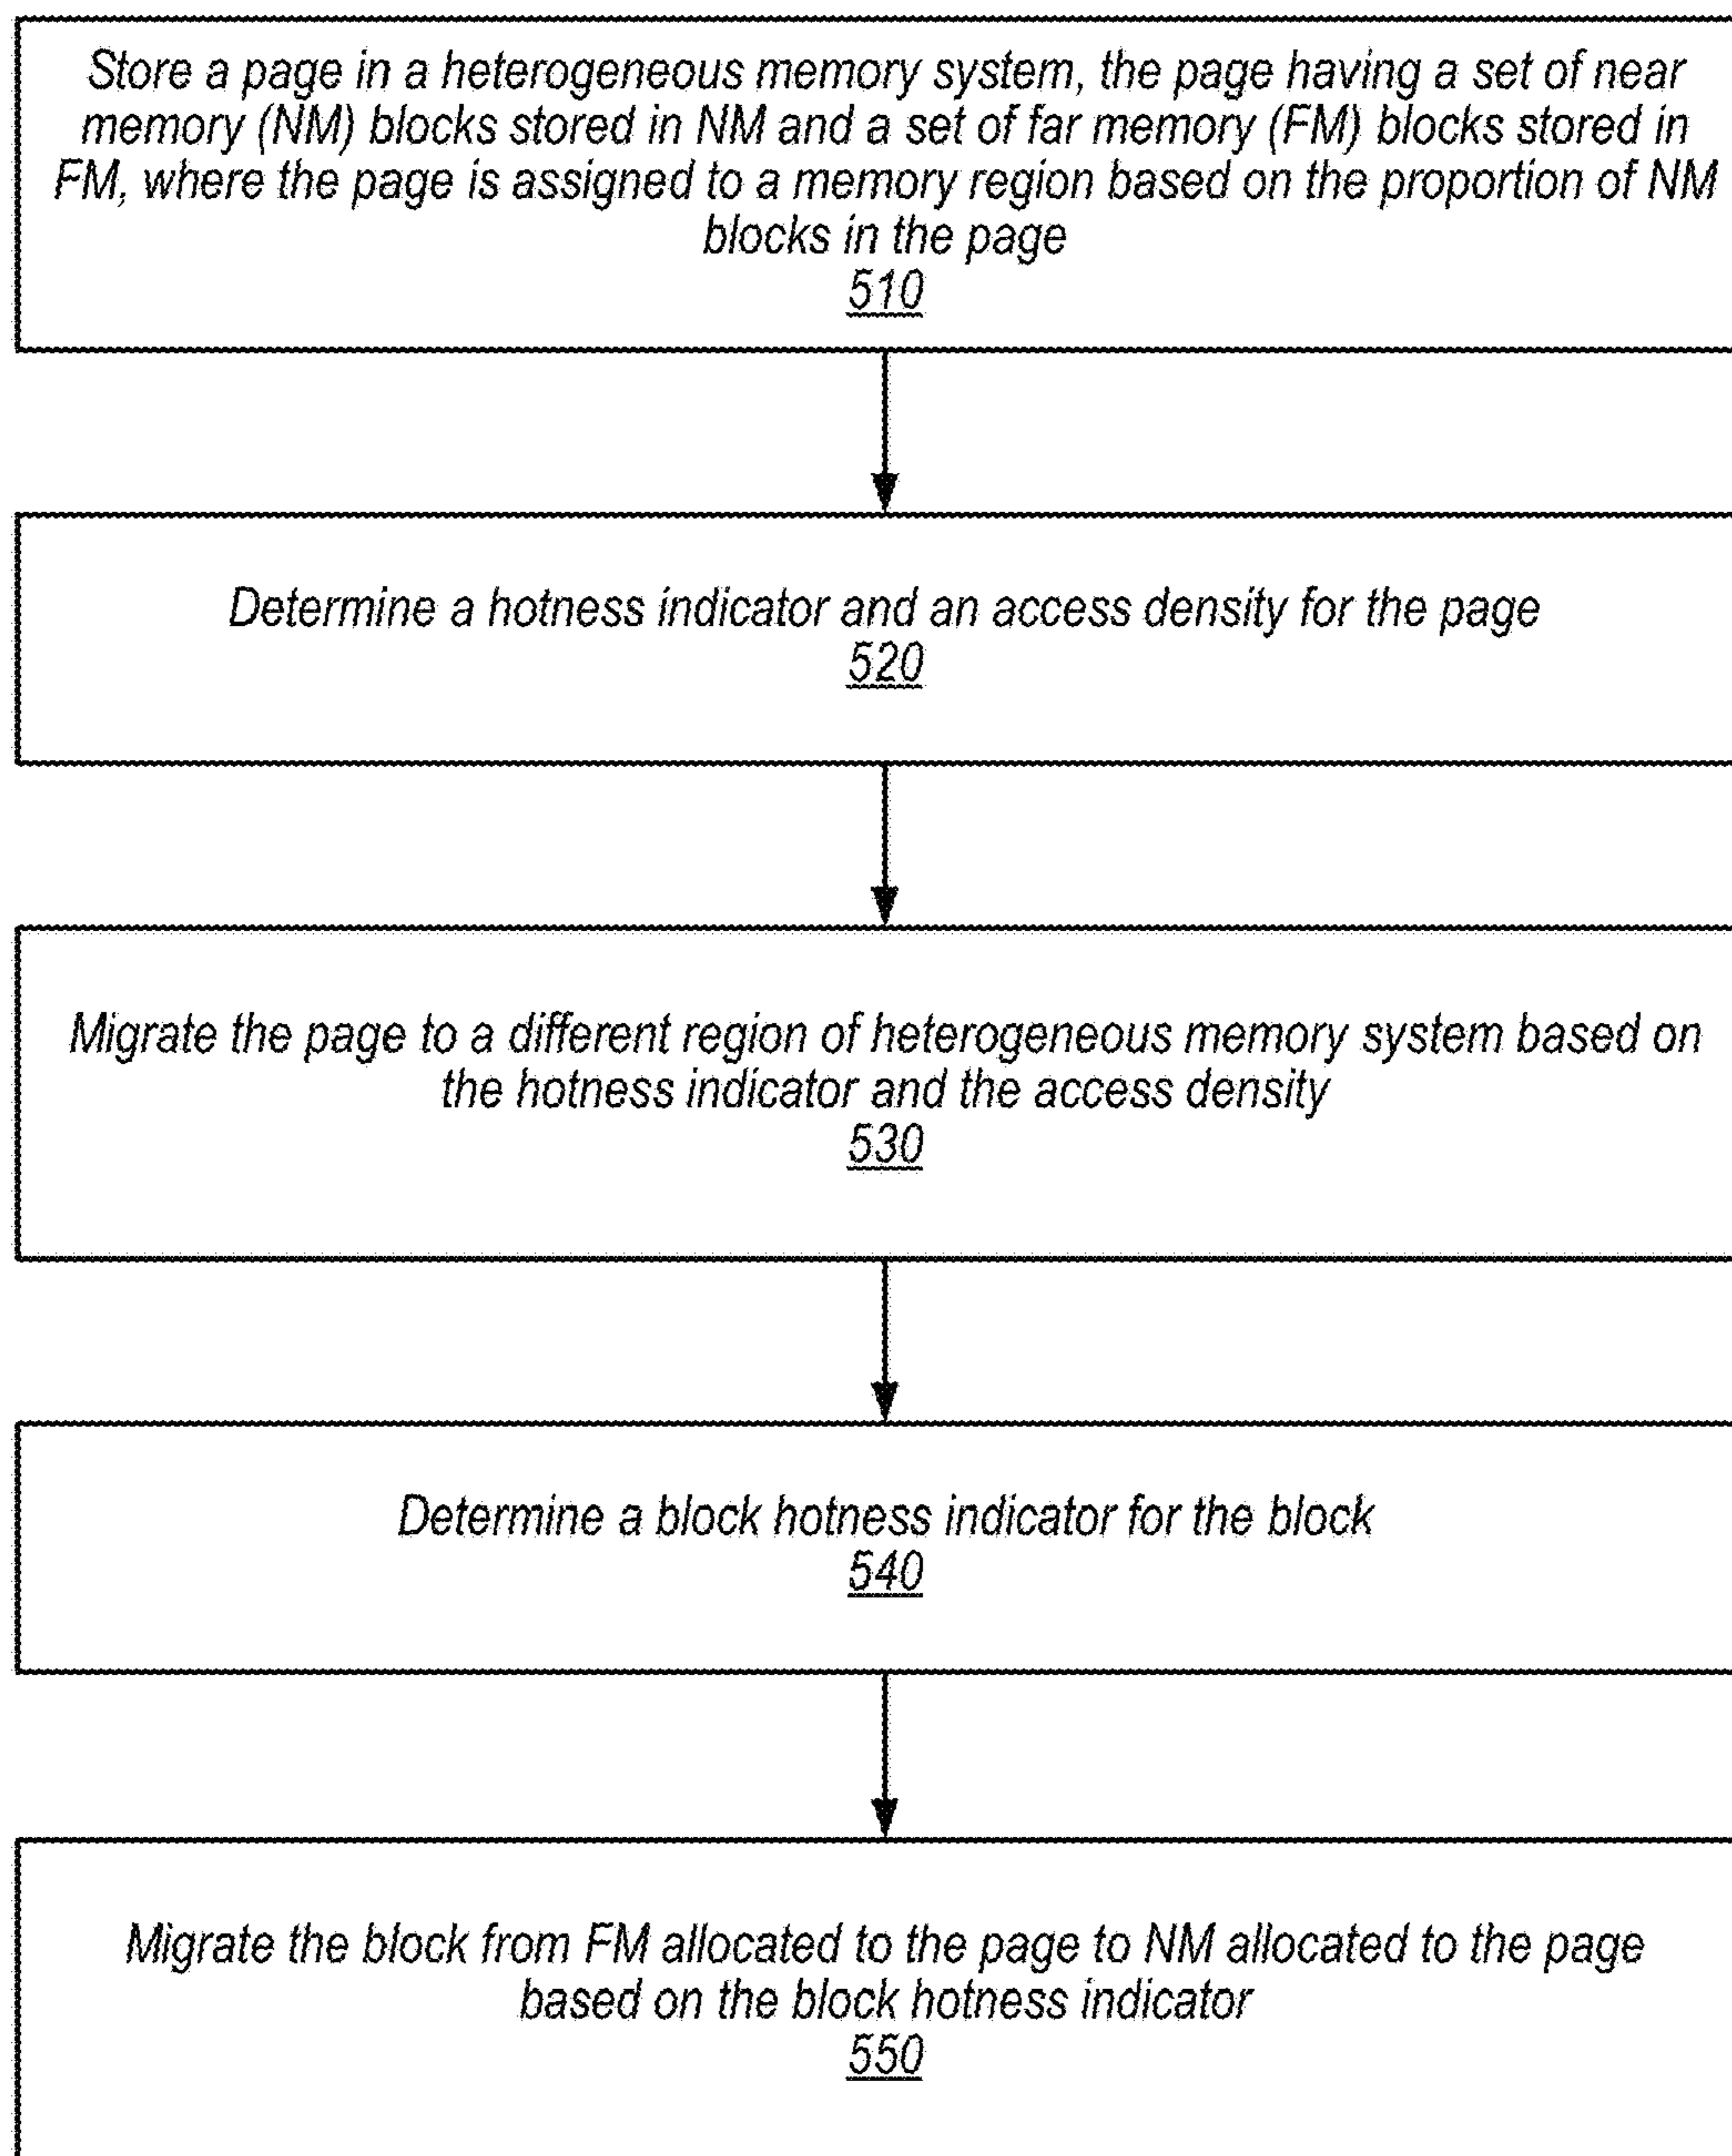 Store a page in a heterogeneous memory system, the page having a set of near
memory (NM) blocks stored in NM and a set of far memory (FM) blocks stored in
FM, where the page is assigned to a memory region based on the proportion of NM
blocks in the page
510
Determine a hotness indicator and an access density for the page
520
Migrate the page to a different region of heterogeneous memory system based on
the hotness indicator and the access density
530
Determine a block hotness indicator for the block
540
Migrate the block from FM allocated to the page to NM allocated to the page
based on the block hotness indicator
550